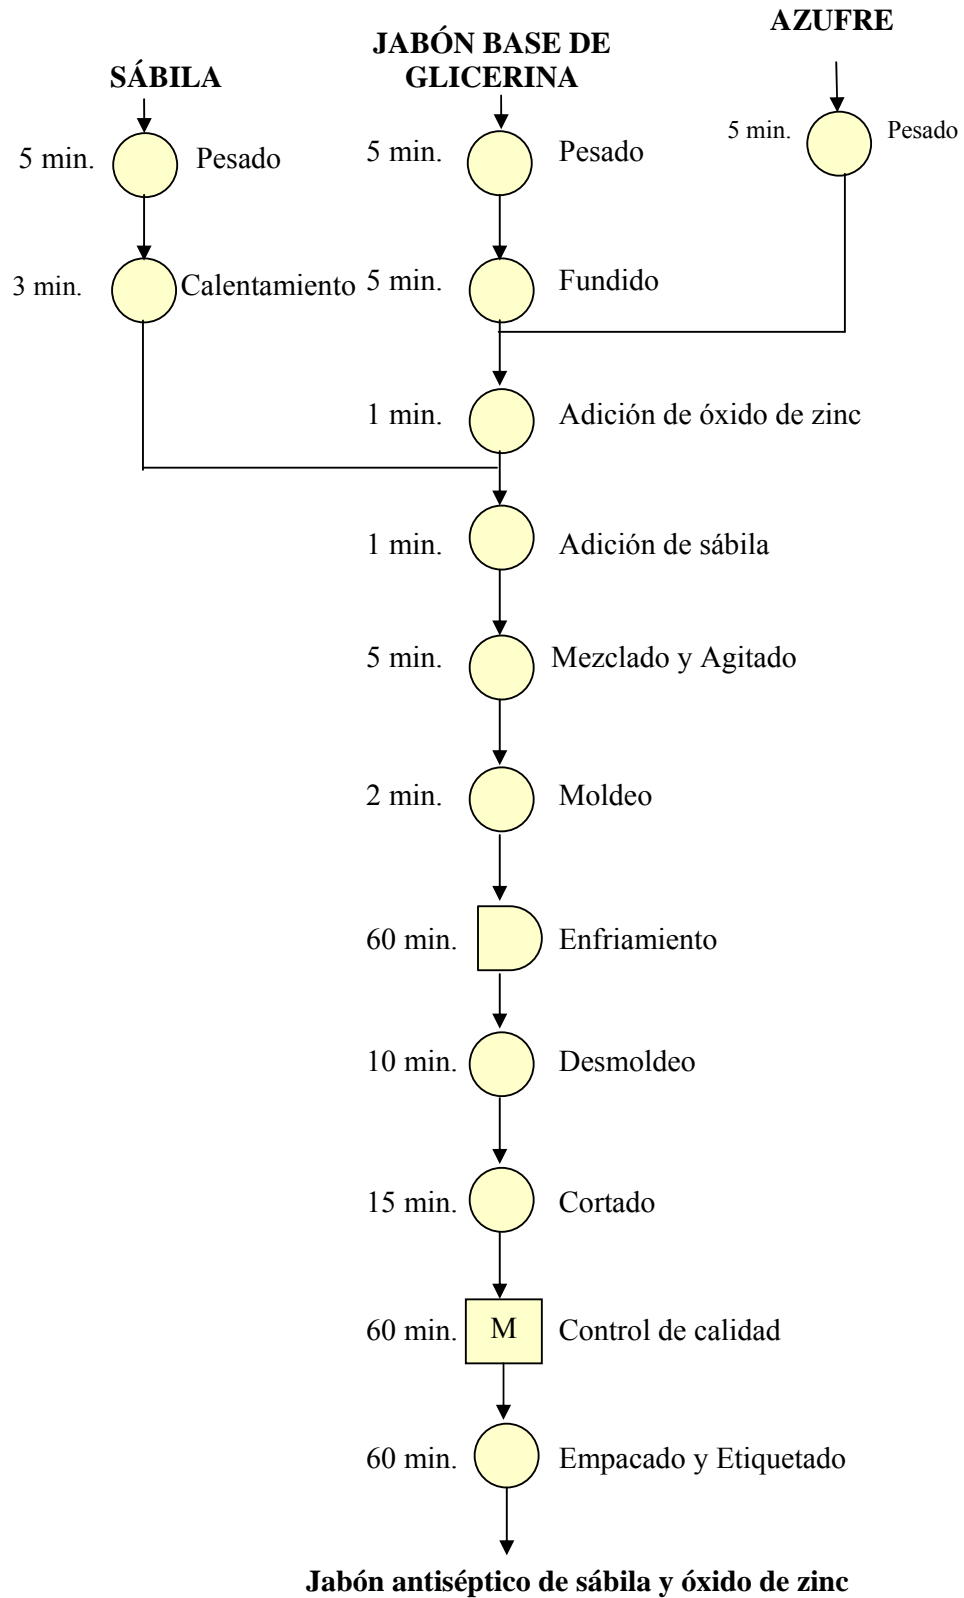 AZUFRE
JABÓN BASE DE
GLICERINA
SÁBILA
5 min. Pesado
5 min. Pesado
5 min. Pesado
3 min. Calentamiento
5 min. Fundido
1 min. Adición de óxido de zinc
1 min. Adición de sábila
5 min. Mezclado y Agitado
2 min. Moldeo
60 min. Enfriamiento
10 min. Desmoldeo
15 min. Cortado
60 min. M Control de calidad
60 min. Empacado y Etiquetado
Jabón antiséptico de sábila y óxido de zinc